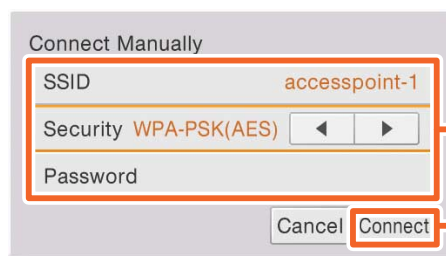 Connect Manually
SSID accesspoint-1
Security WPA-PSK(AES)
Password
Cancel Connect